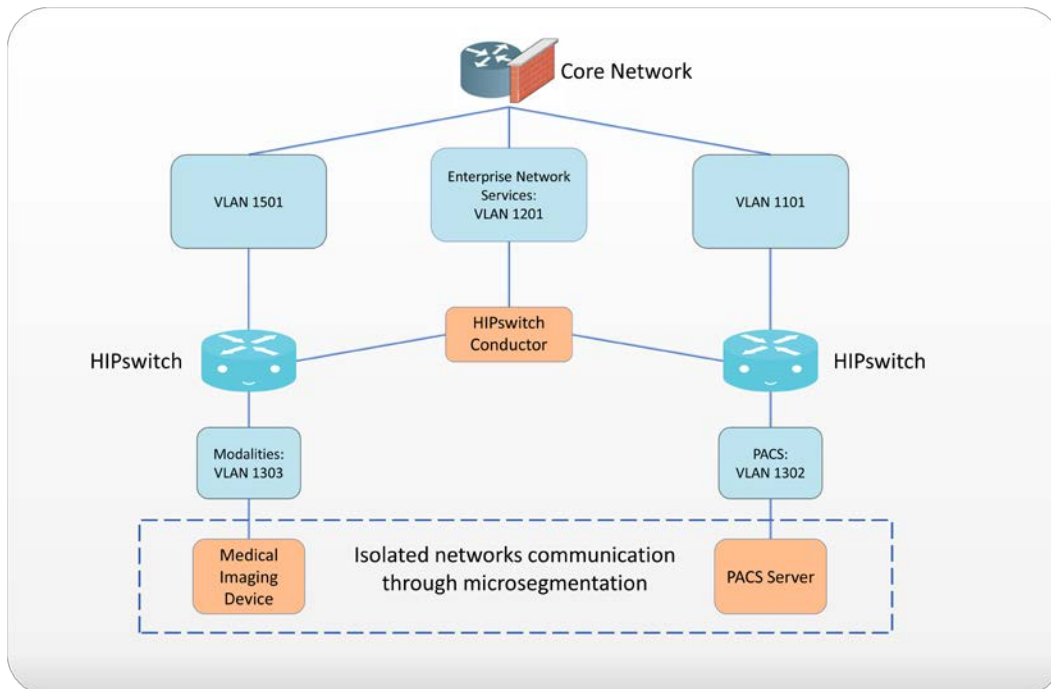 Core Network
VLAN 1501
Enterprise Network
Services:
VLAN 1201
VLAN 1101
HIPswitch
HIPswitch
Conductor
HIPswitch
Modalities:
VLAN 1303
PACS:
VLAN 1302
Medical
Imaging
Device
Isolated networks communication
through microsegmentation
PACS Server